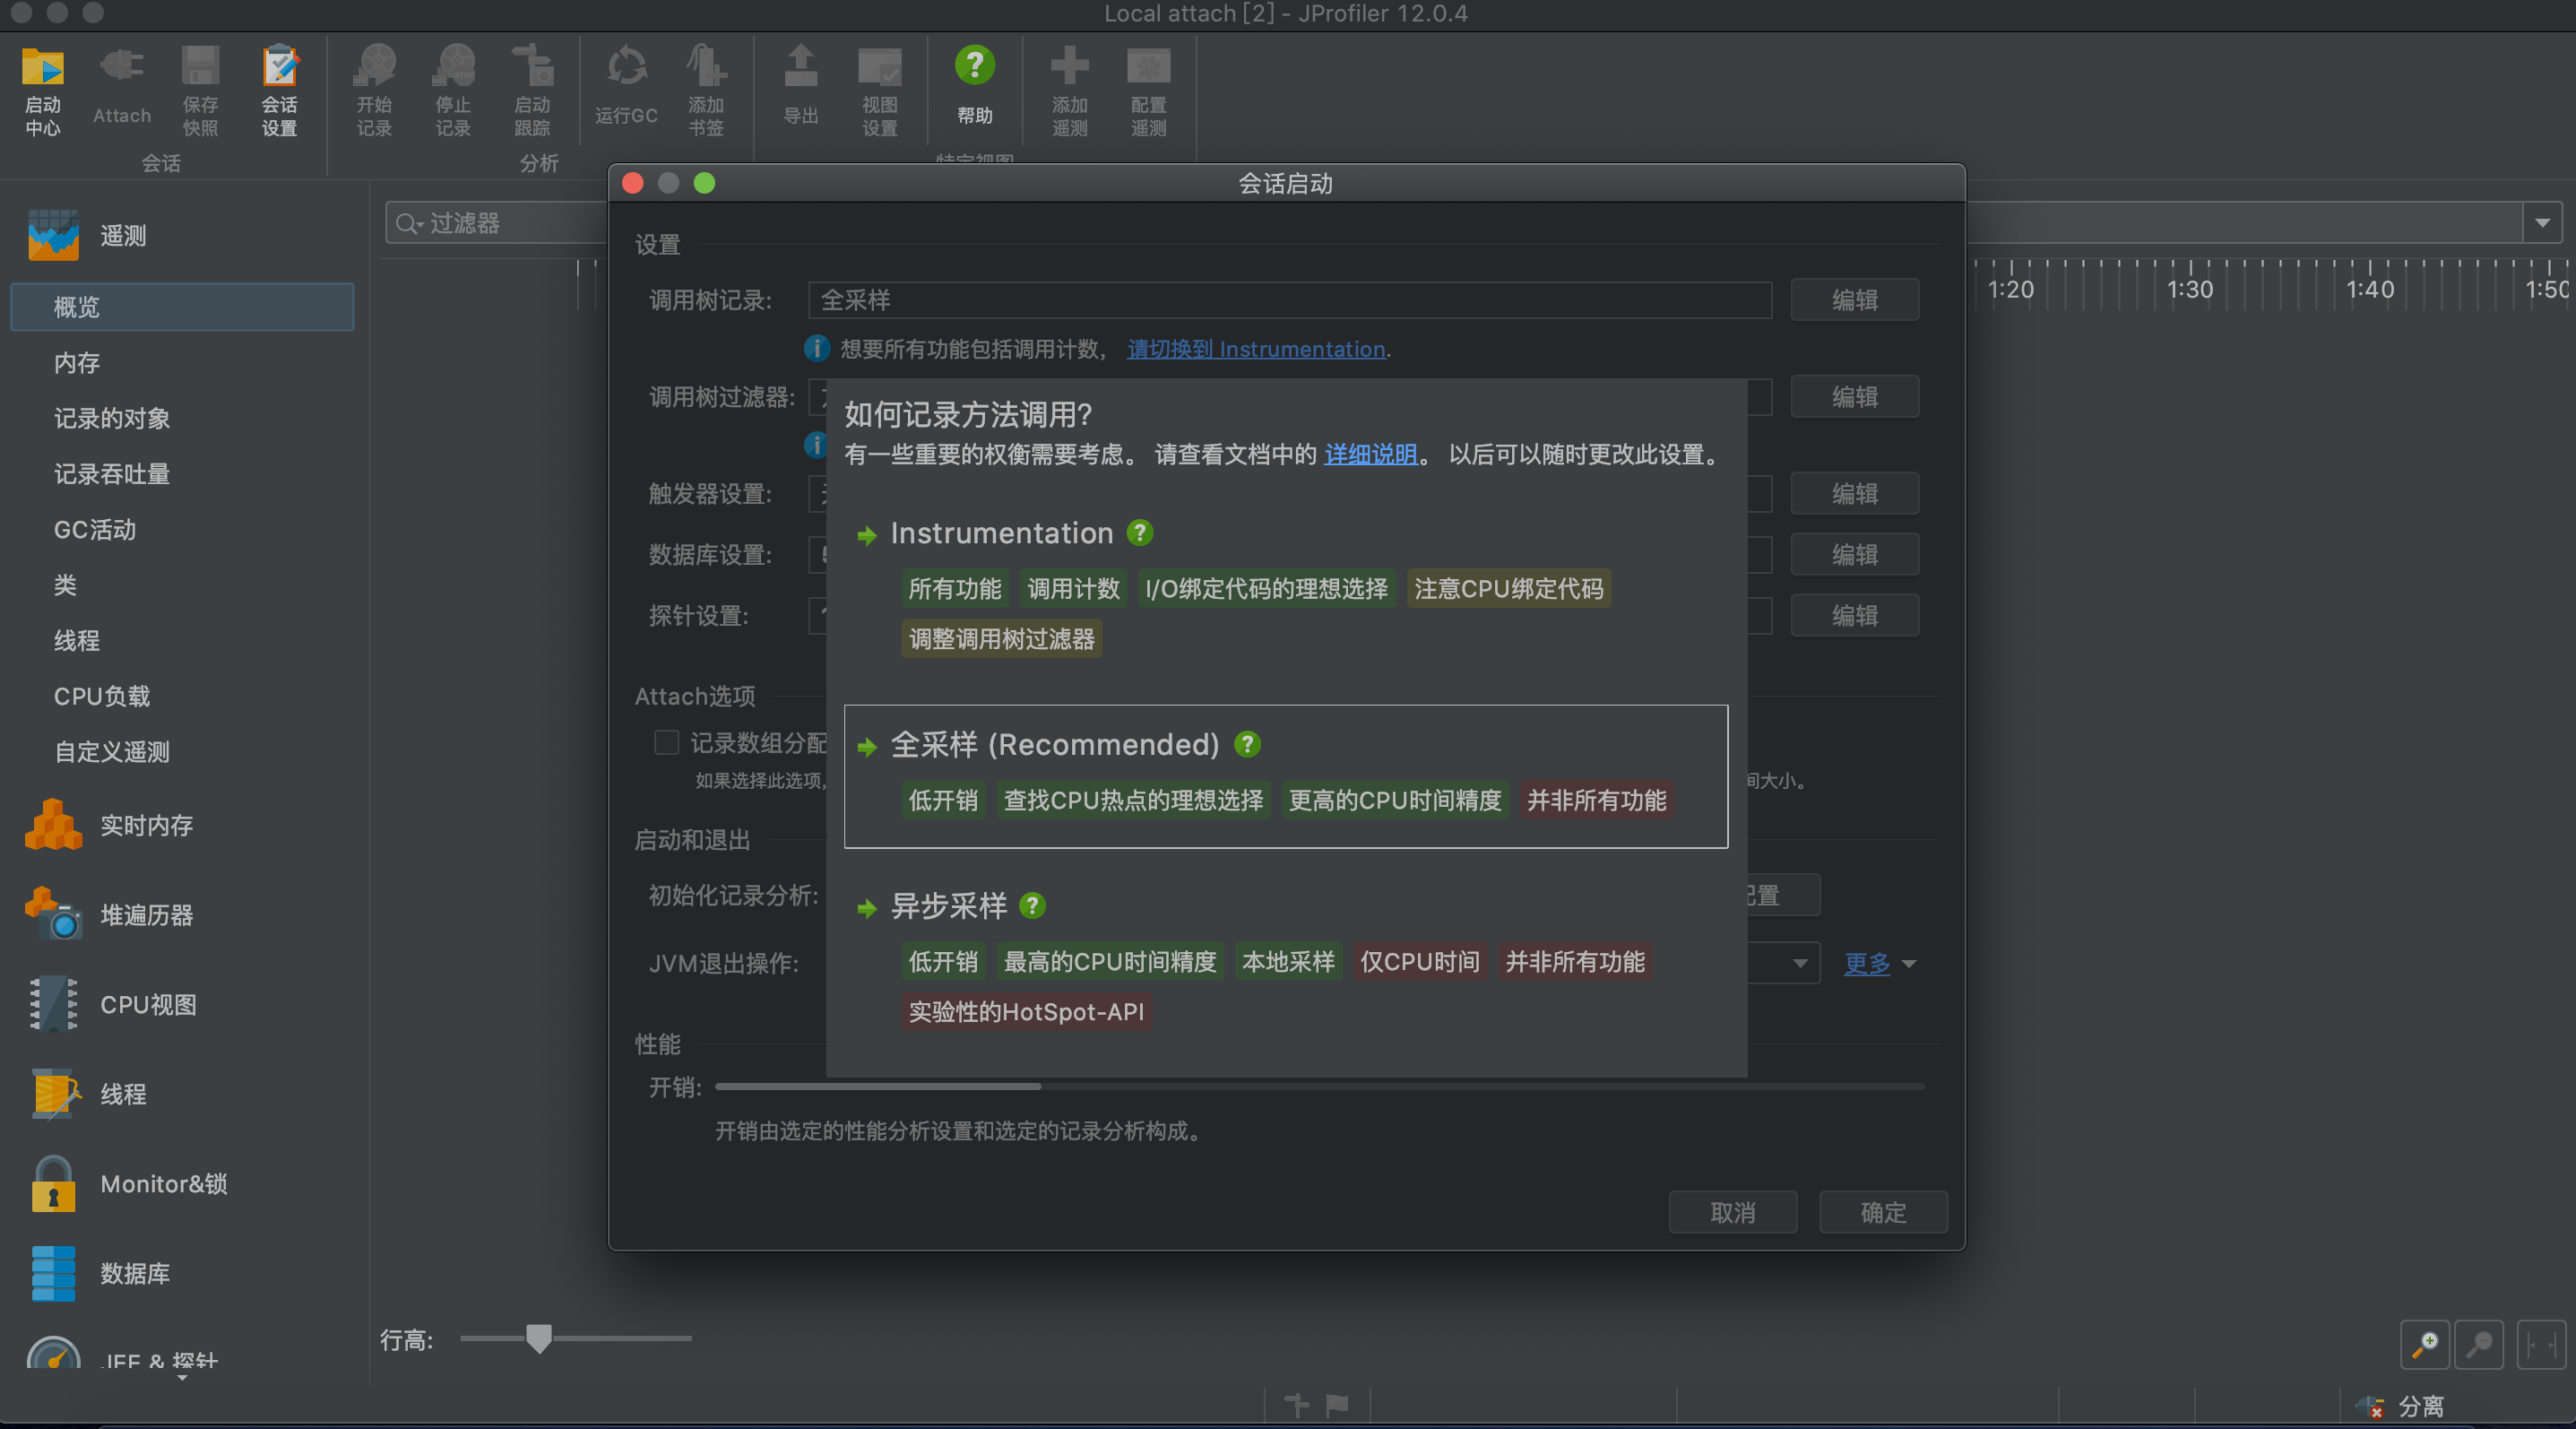 Local attach [2] - JProfiler 12.0.4
启动中心
Attach
保存快照
会话设置
开始记录
停止记录
启动跟踪
运行GC
添加书签
导出
视图设置
帮助
添加遥测
配置遥测
会话
分析
特定视图
会话启动
遥测
概览
内存
记录的对象
记录吞吐量
GC活动
类
线程
CPU负载
自定义遥测
实时内存
堆遍历器
CPU视图
线程
Monitor&锁
数据库
JEE & 探针
过滤器
1:20
1:30
1:40
1:50
设置
调用树记录: 全采样 编辑
想要所有功能包括调用计数, 请切换到 Instrumentation.
调用树过滤器: 编辑
触发器设置: 编辑
数据库设置: 编辑
探针设置: 编辑
Attach选项
记录数组分配
如果选择此选项, 间大小。
启动和退出
初始化记录分析: 配置
JVM退出操作: 更多
性能
开销:
开销由选定的性能分析设置和选定的记录分析构成。
取消 确定
如何记录方法调用?
有一些重要的权衡需要考虑。 请查看文档中的 详细说明。 以后可以随时更改此设置。
Instrumentation
所有功能 调用计数 I/O绑定代码的理想选择 注意CPU绑定代码
调整调用树过滤器
全采样 (Recommended)
低开销 查找CPU热点的理想选择 更高的CPU时间精度 并非所有功能
异步采样
低开销 最高的CPU时间精度 本地采样 仅CPU时间 并非所有功能
实验性的HotSpot-API
行高:
分离